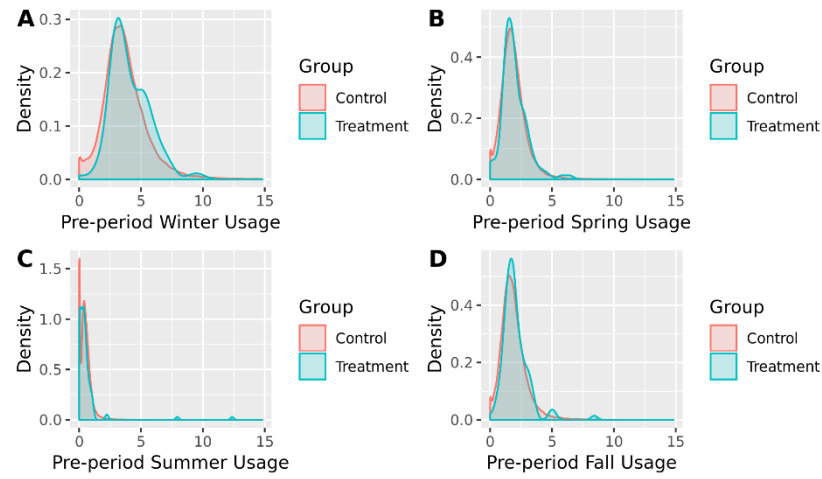 A
Density
0.3
0.2
0.1
0.0
0 5 10 15
Pre-period Winter Usage
Group
Control
Treatment
B
Density
0.4
0.2
0.0
0 5 10 15
Pre-period Spring Usage
Group
Control
Treatment
C
Density
1.5
1.0
0.5
0.0
0 5 10 15
Pre-period Summer Usage
Group
Control
Treatment
D
Density
0.4
0.2
0.0
0 5 10 15
Pre-period Fall Usage
Group
Control
Treatment